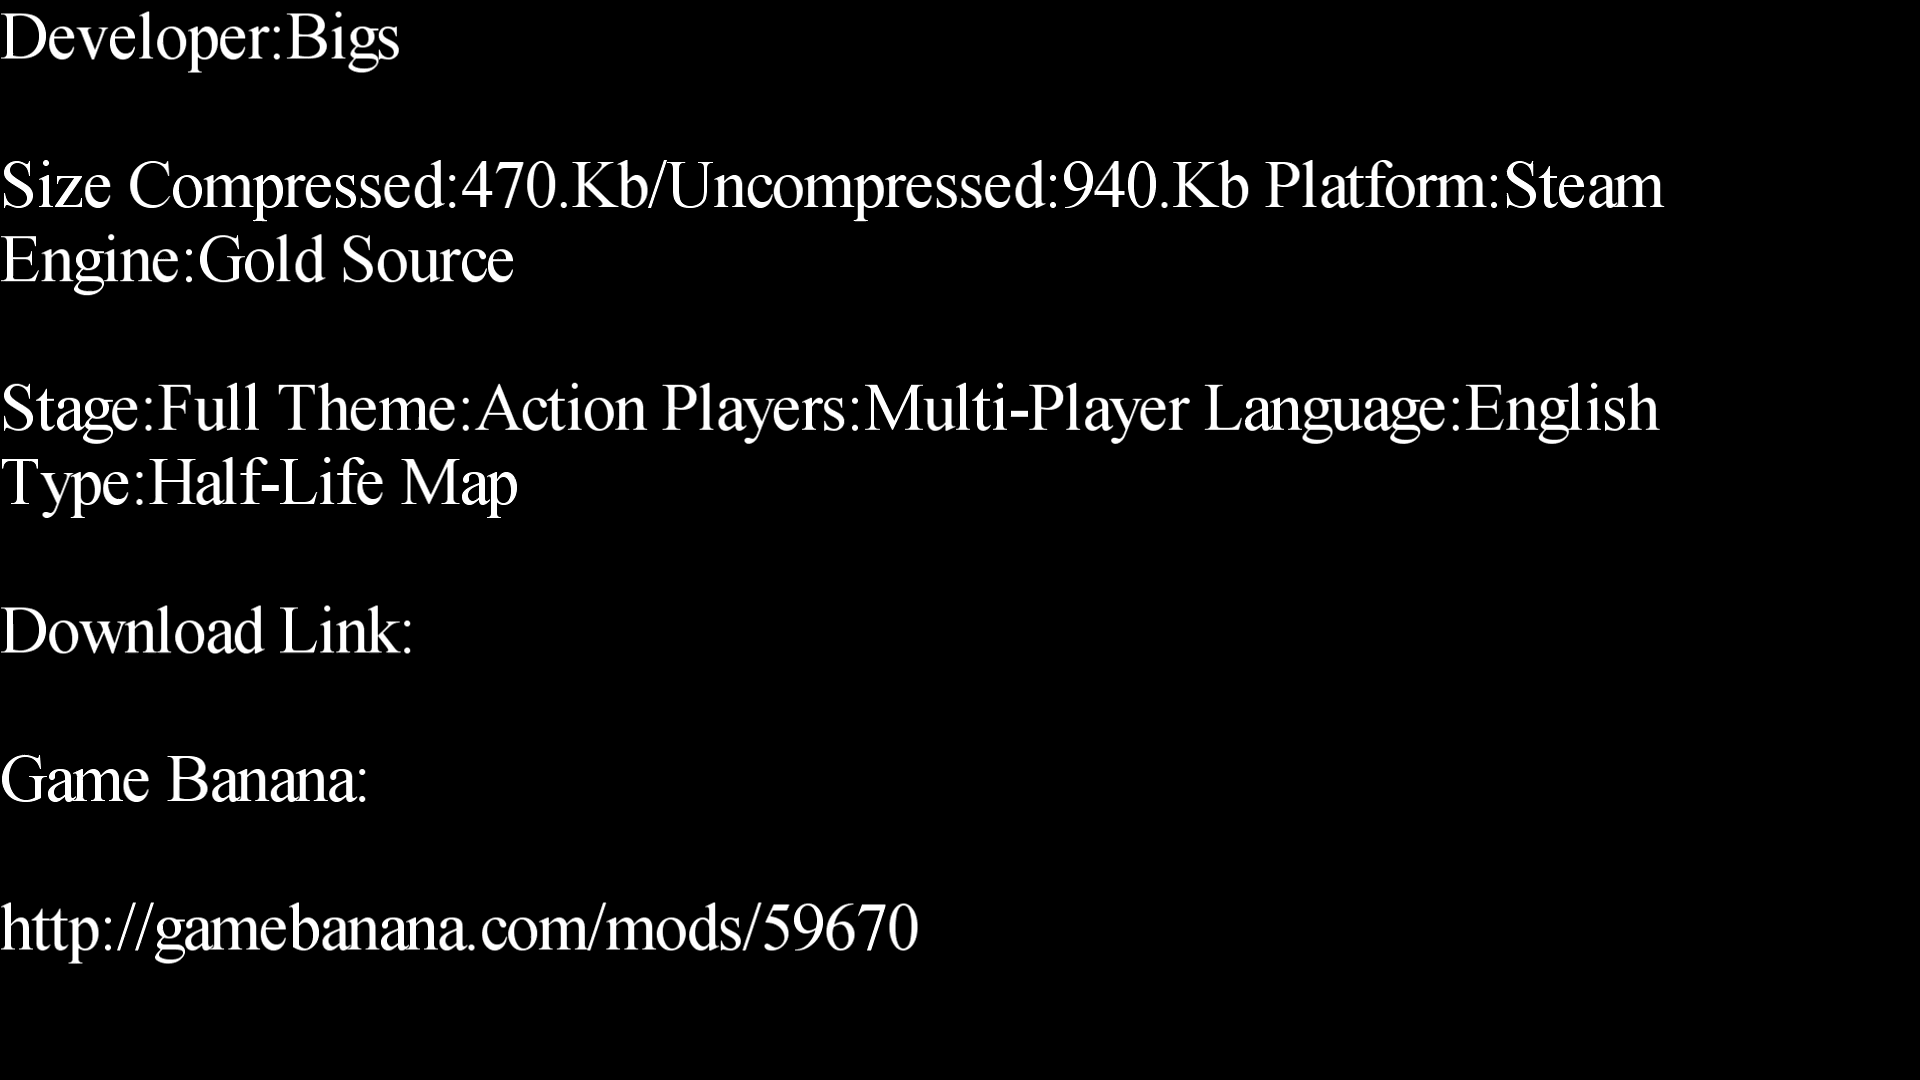 Developer:Bigs
Size Compressed:470.Kb/Uncompressed:940.Kb Platform:Steam
Engine:Gold Source
Stage:Full Theme:Action Players:Multi-Player Language:English
Type:Half-Life Map
Download Link:
Game Banana:
http://gamebanana.com/mods/59670